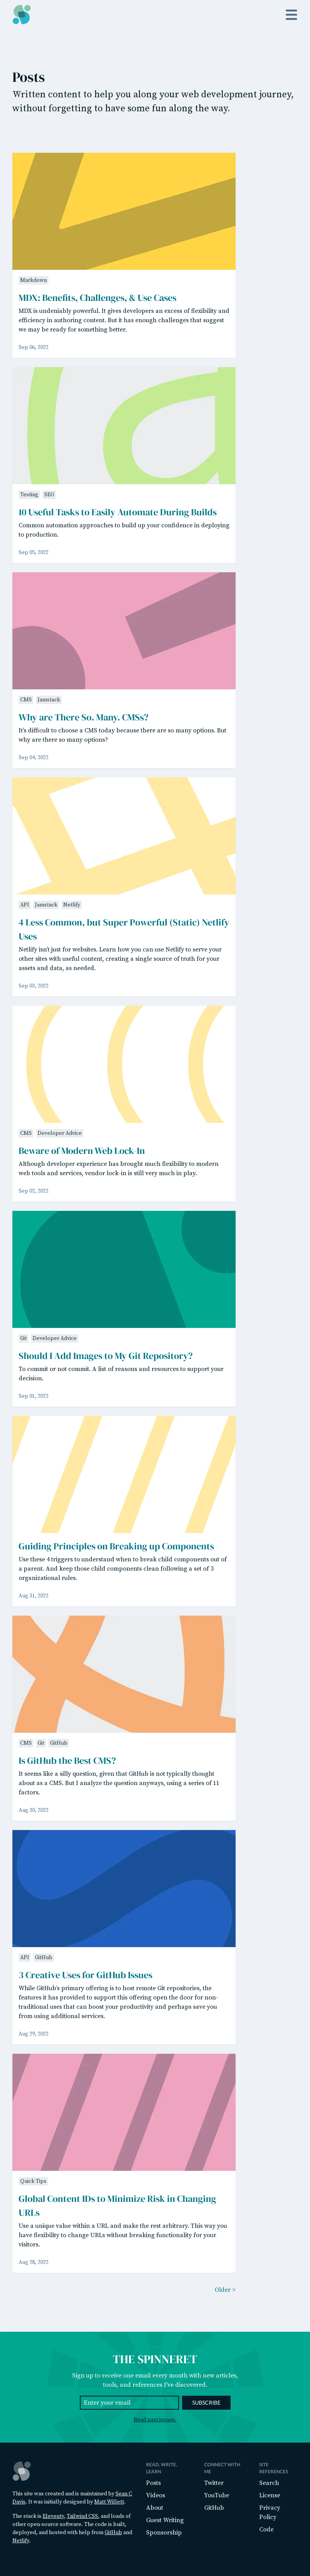 Posts
Written content to help you along your web development journey,
without forgetting to have some fun along the way.
Markdown
MDX: Benefits, Challenges, & Use Cases
MDX is undeniably powerful. It gives developers an excess of flexibility and
efficiency in authoring content. But it has enough challenges that suggest
we may be ready for something better.
Sep 06, 2022
Testing SEO
10 Useful Tasks to Easily Automate During Builds
Common automation approaches to build up your confidence in deploying
to production.
Sep 05, 2022
CMS Jamstack
Why are There So. Many. CMSs?
It's difficult to choose a CMS today because there are so many options. But
why are there so many options?
Sep 04, 2022
API Jamstack Netlify
4 Less Common, but Super Powerful (Static) Netlify
Uses
Netlify isn't just for websites. Learn how you can use Netlify to serve your
other sites with useful content, creating a single source of truth for your
assets and data, as needed.
Sep 03, 2022
CMS Developer Advice
Beware of Modern Web Lock-In
Although developer experience has brought much flexibility to modern
web tools and services, vendor lock-in is still very much in play.
Sep 02, 2022
Git Developer Advice
Should I Add Images to My Git Repository?
To commit or not commit. A list of reasons and resources to support your
decision.
Sep 01, 2022
Guiding Principles on Breaking up Components
Use these 4 triggers to understand when to break child components out of
a parent. And keep those child components clean following a set of 3
organizational rules.
Aug 31, 2022
CMS Git GitHub
Is GitHub the Best CMS?
It seems like a silly question, given that GitHub is not typically thought
about as a CMS. But I analyze the question anyways, using a series of 11
factors.
Aug 30, 2022
API GitHub
3 Creative Uses for GitHub Issues
While GitHub's primary offering is to host remote Git repositories, the
features it has provided to support this offering open the door for non-
traditional uses that can boost your productivity and perhaps save you
from using additional services.
Aug 29, 2022
Quick Tips
Global Content IDs to Minimize Risk in Changing
URLs
Use a unique value within a URL and make the rest arbitrary. This way you
have flexibility to change URLs without breaking functionality for your
visitors.
Aug 28, 2022
Older >
THE SPINNERET
Sign up to receive one email every month with new articles,
tools, and references I've discovered.
Enter your email
SUBSCRIBE
Read past issues.
This site was created and is maintained by Sean C
Davis. It was initially designed by Matt Willett.
The stack is Eleventy, Tailwind CSS, and loads of
other open-source software. The code is built,
deployed, and hosted with help from GitHub and
Netlify.
READ, WRITE,
LEARN
Posts
Videos
About
Guest Writing
Sponsorship
CONNECT WITH
ME
Twitter
YouTube
GitHub
SITE
REFERENCES
Search
License
Privacy
Policy
Code